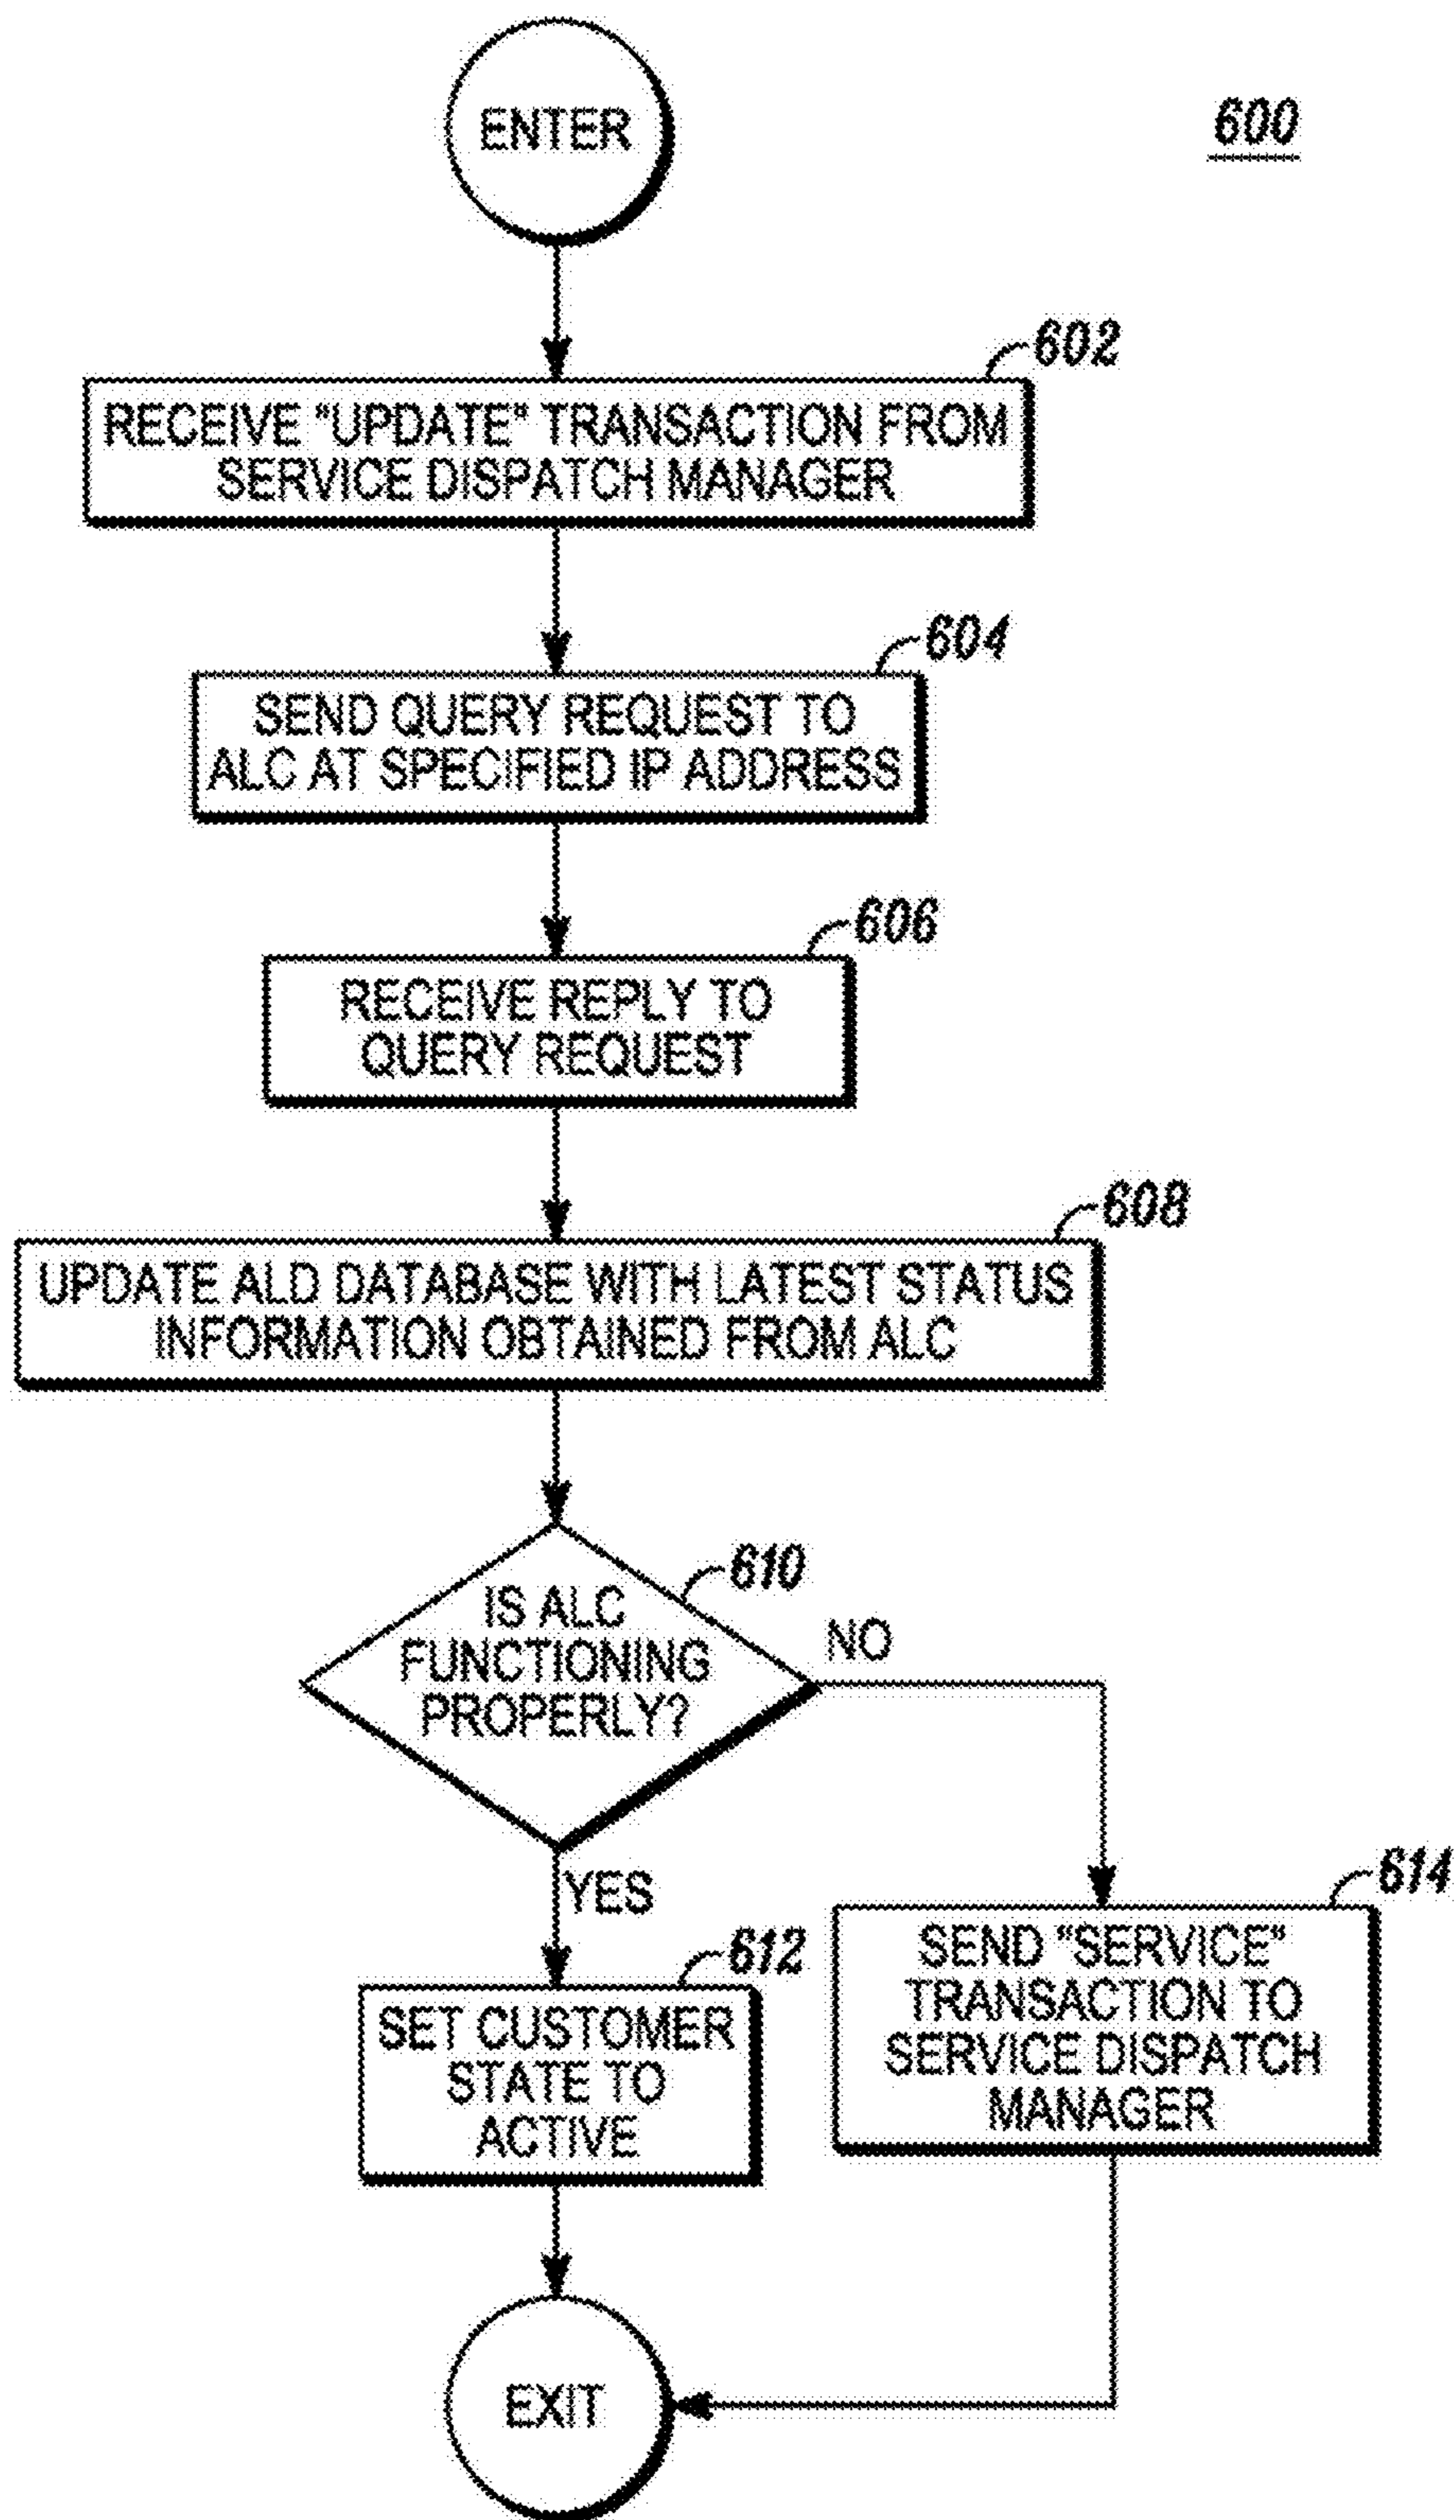 ENTER
600
602
RECEIVE "UPDATE" TRANSACTION FROM
SERVICE DISPATCH MANAGER
604
SEND QUERY REQUEST TO
ALC AT SPECIFIED IP ADDRESS
606
RECEIVE REPLY TO
QUERY REQUEST
608
UPDATE ALD DATABASE WITH LATEST STATUS
INFORMATION OBTAINED FROM ALC
610
IS ALC
FUNCTIONING
PROPERLY?
NO
YES
612
SET CUSTOMER
STATE TO
ACTIVE
614
SEND "SERVICE"
TRANSACTION TO
SERVICE DISPATCH
MANAGER
EXIT